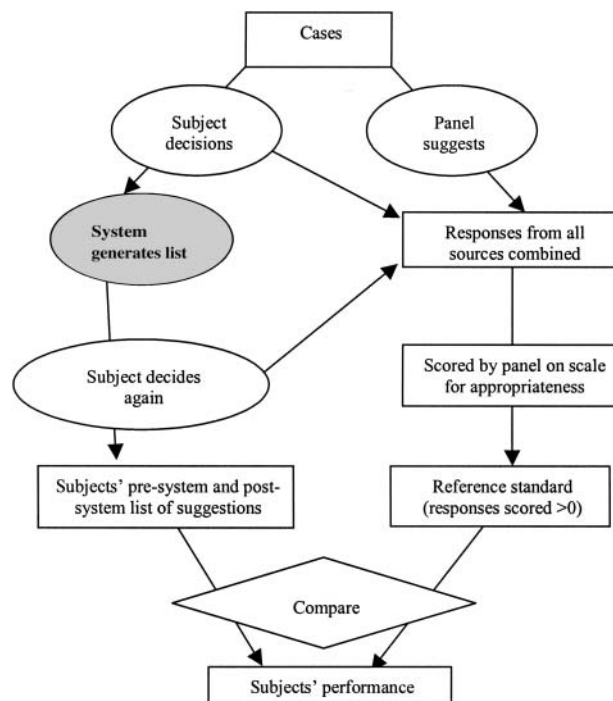 Cases
Subject
decisions
Panel
suggests
System
generates list
Responses from all
sources combined
Subject decides
again
Scored by panel on scale
for appropriateness
Subjects’ pre-system and post-
system list of suggestions
Reference standard
(responses scored >0)
Compare
Subjects’ performance